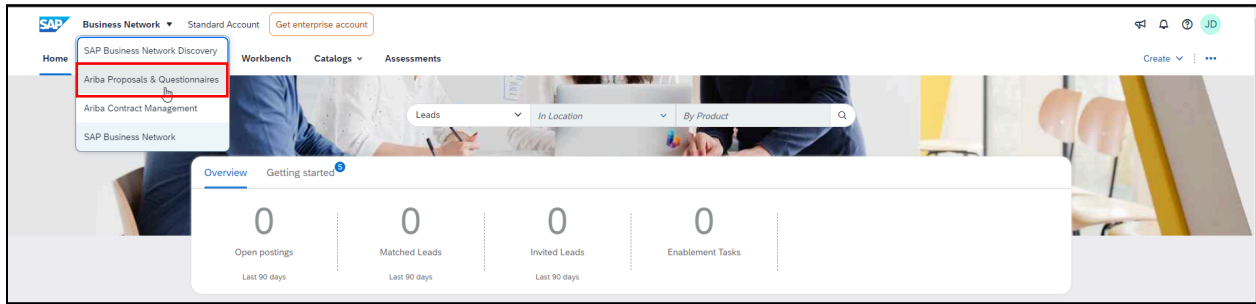 SAP Business Network Standard Account Get enterprise account JD
Home Workbench Catalogs Assessments Create
SAP Business Network Discovery
Ariba Proposals & Questionnaires
Ariba Contract Management
SAP Business Network
Leads In Location By Product
Overview Getting started 5
0 0 0 0
Open postings Matched Leads Invited Leads Enablement Tasks
Last 90 days Last 90 days Last 90 days